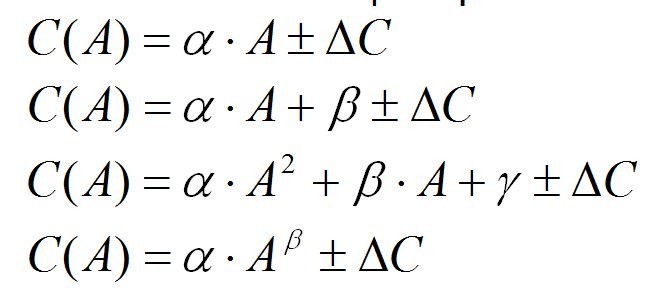 C(A) = α · A ± ΔC
C(A) = α · A + β ± ΔC
C(A) = α · A² + β · A + γ ± ΔC
C(A) = α · A^β ± ΔC